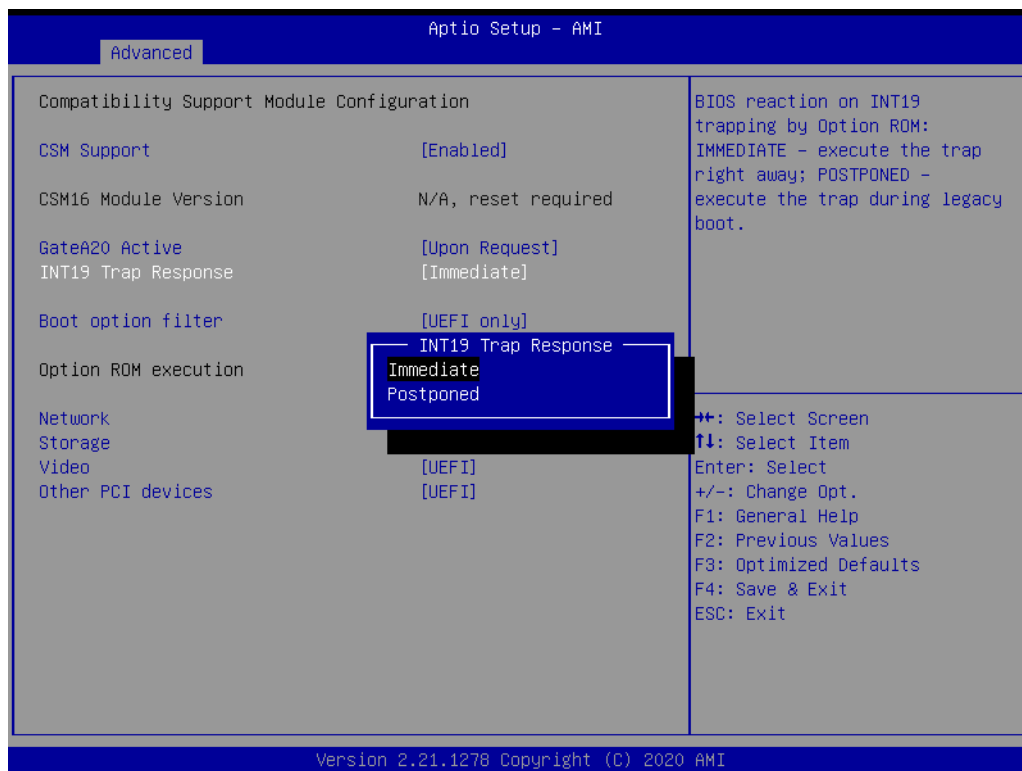 Aptio Setup – AMI
Advanced
Compatibility Support Module Configuration
CSM Support [Enabled]
CSM16 Module Version N/A, reset required
GateA20 Active [Upon Request]
INT19 Trap Response [Immediate]
Boot option filter [UEFI only]
Option ROM execution
Network
Storage
Video [UEFI]
Other PCI devices [UEFI]
INT19 Trap Response
Immediate
Postponed
BIOS reaction on INT19
trapping by Option ROM:
IMMEDIATE – execute the trap
right away; POSTPONED –
execute the trap during legacy
boot.
→←: Select Screen
↑↓: Select Item
Enter: Select
+/-: Change Opt.
F1: General Help
F2: Previous Values
F3: Optimized Defaults
F4: Save & Exit
ESC: Exit
Version 2.21.1278 Copyright (C) 2020 AMI